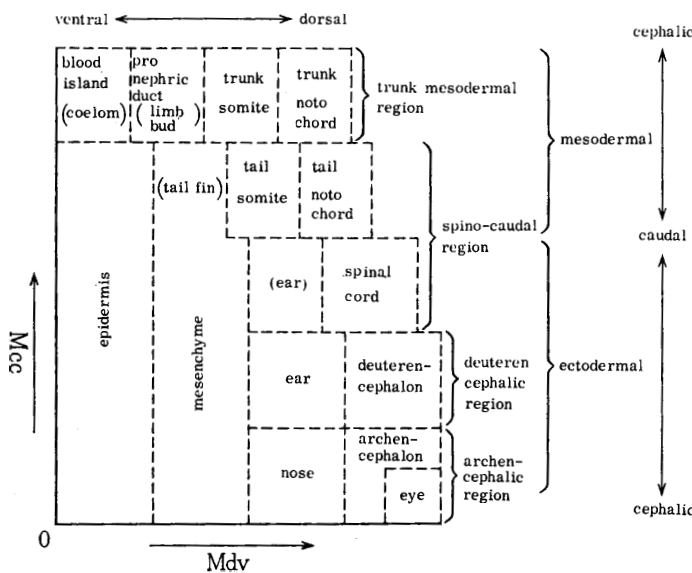 ventral dorsal
cephalic
blood
island
(coelom)
pro
nephric
duct
(limb
bud)
trunk
somite
trunk
noto
chord
trunk mesodermal
region
mesodermal
(tail fin)
tail
somite
tail
noto
chord
spino-caudal
region
caudal
epidermis
mesenchyme
(ear)
spinal
cord
ear
deuteren-
cephalon
deuteren
cephalic
region
ectodermal
nose
archen-
cephalon
eye
archen-
cephalic
region
cephalic
Mcc
0
Mdv